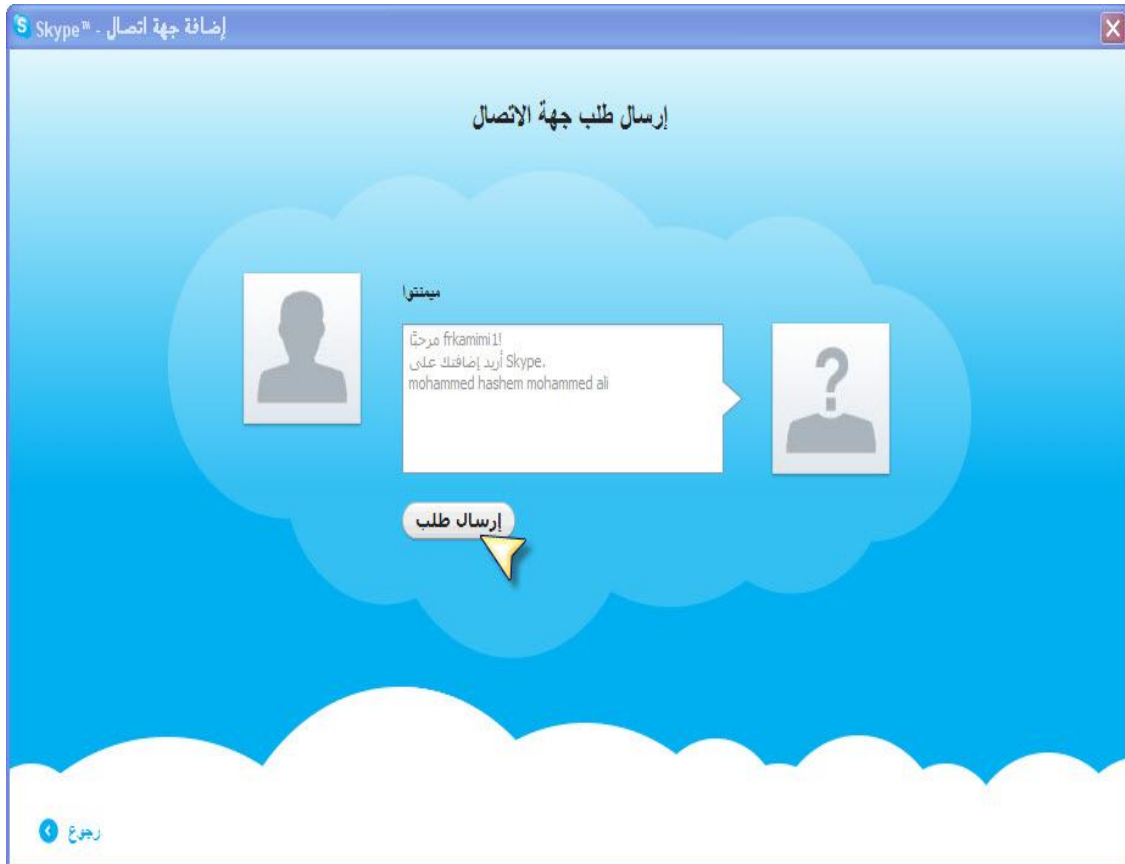 إضافة جهة اتصال - Skype™
إرسال طلب جهة الاتصال
ميمنتوا
مرحبًا frkamimi1!
أريد إضافتك على Skype.
mohammed hashem mohammed ali
إرسال طلب
رجوع